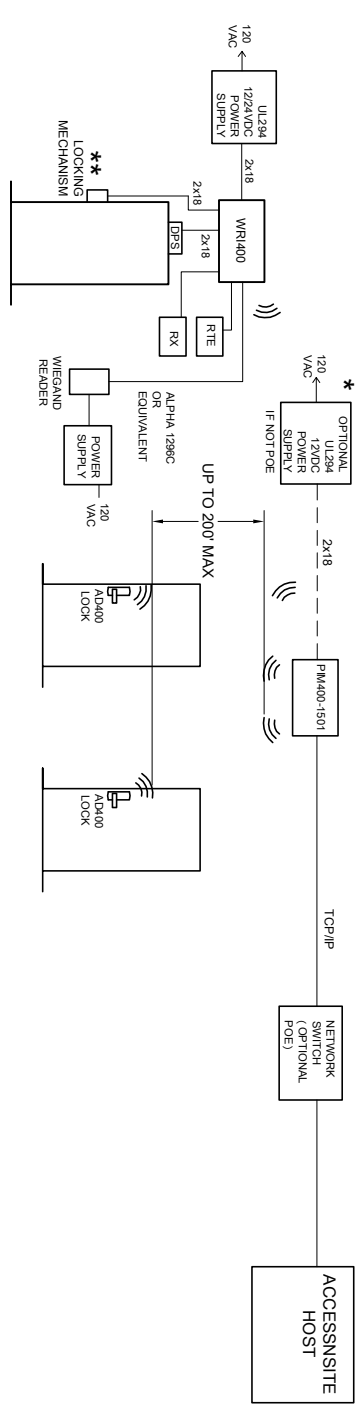 120
VAC
UL294
12/24VDC
POWER
SUPPLY
2x18
WRI400
2x18
2x18
**
LOCKING
MECHANISM
DPS
RX
RTE
WIEGAND
READER
POWER
SUPPLY
120
VAC
ALPHA 1296C
OR
EQUIVALENT
*
120
VAC
OPTIONAL
UL294
12VDC
POWER
SUPPLY
IF NOT POE
2x18
PIM400-1501
UP TO 200' MAX
AD400
LOCK
AD400
LOCK
TCP/IP
NETWORK
SWITCH
( OPTIONAL
POE)
ACCESSNSITE
HOST